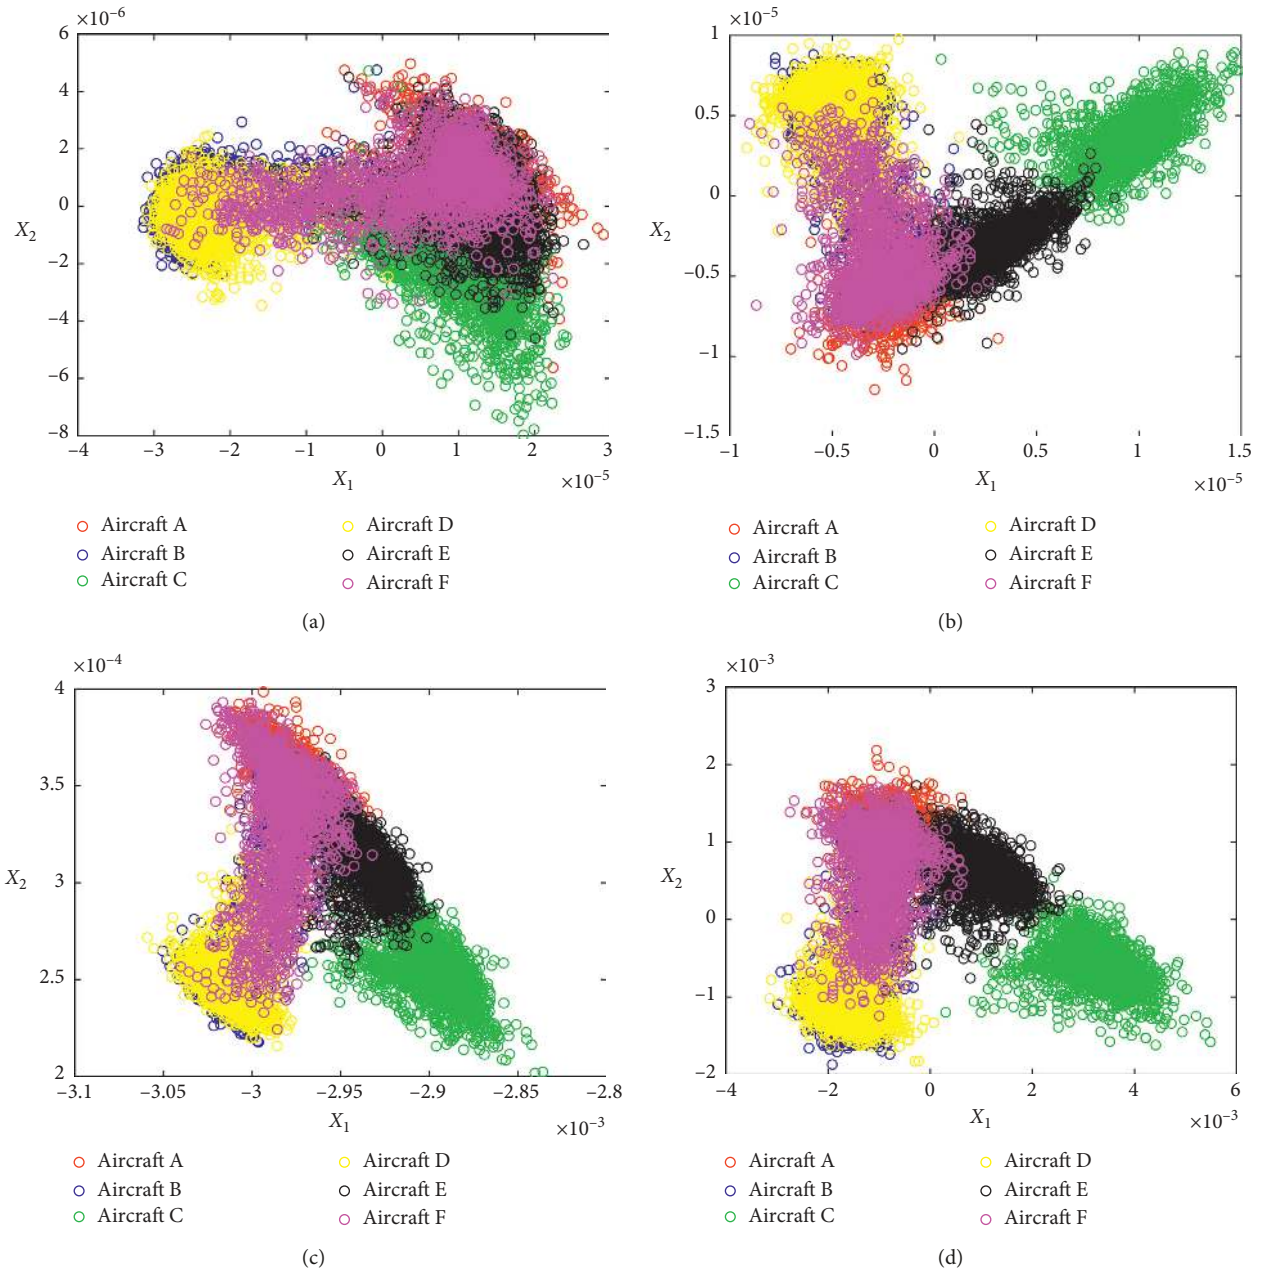 ×10⁻⁶
6
4
2
0
−2
−4
−6
−8
X₂
−4 −3 −2 −1 0 1 2 3
X₁ ×10⁻⁵
Aircraft A Aircraft D
Aircraft B Aircraft E
Aircraft C Aircraft F
(a)
×10⁻⁵
1
0.5
0
−0.5
−1
−1.5
X₂
−1 −0.5 0 0.5 1 1.5
X₁ ×10⁻⁵
Aircraft A Aircraft D
Aircraft B Aircraft E
Aircraft C Aircraft F
(b)
×10⁻⁴
4
3.5
3
2.5
2
X₂
−3.1 −3.05 −3 −2.95 −2.9 −2.85 −2.8
X₁ ×10⁻³
Aircraft A Aircraft D
Aircraft B Aircraft E
Aircraft C Aircraft F
(c)
×10⁻³
3
2
1
0
−1
−2
X₂
−4 −2 0 2 4 6
X₁ ×10⁻³
Aircraft A Aircraft D
Aircraft B Aircraft E
Aircraft C Aircraft F
(d)